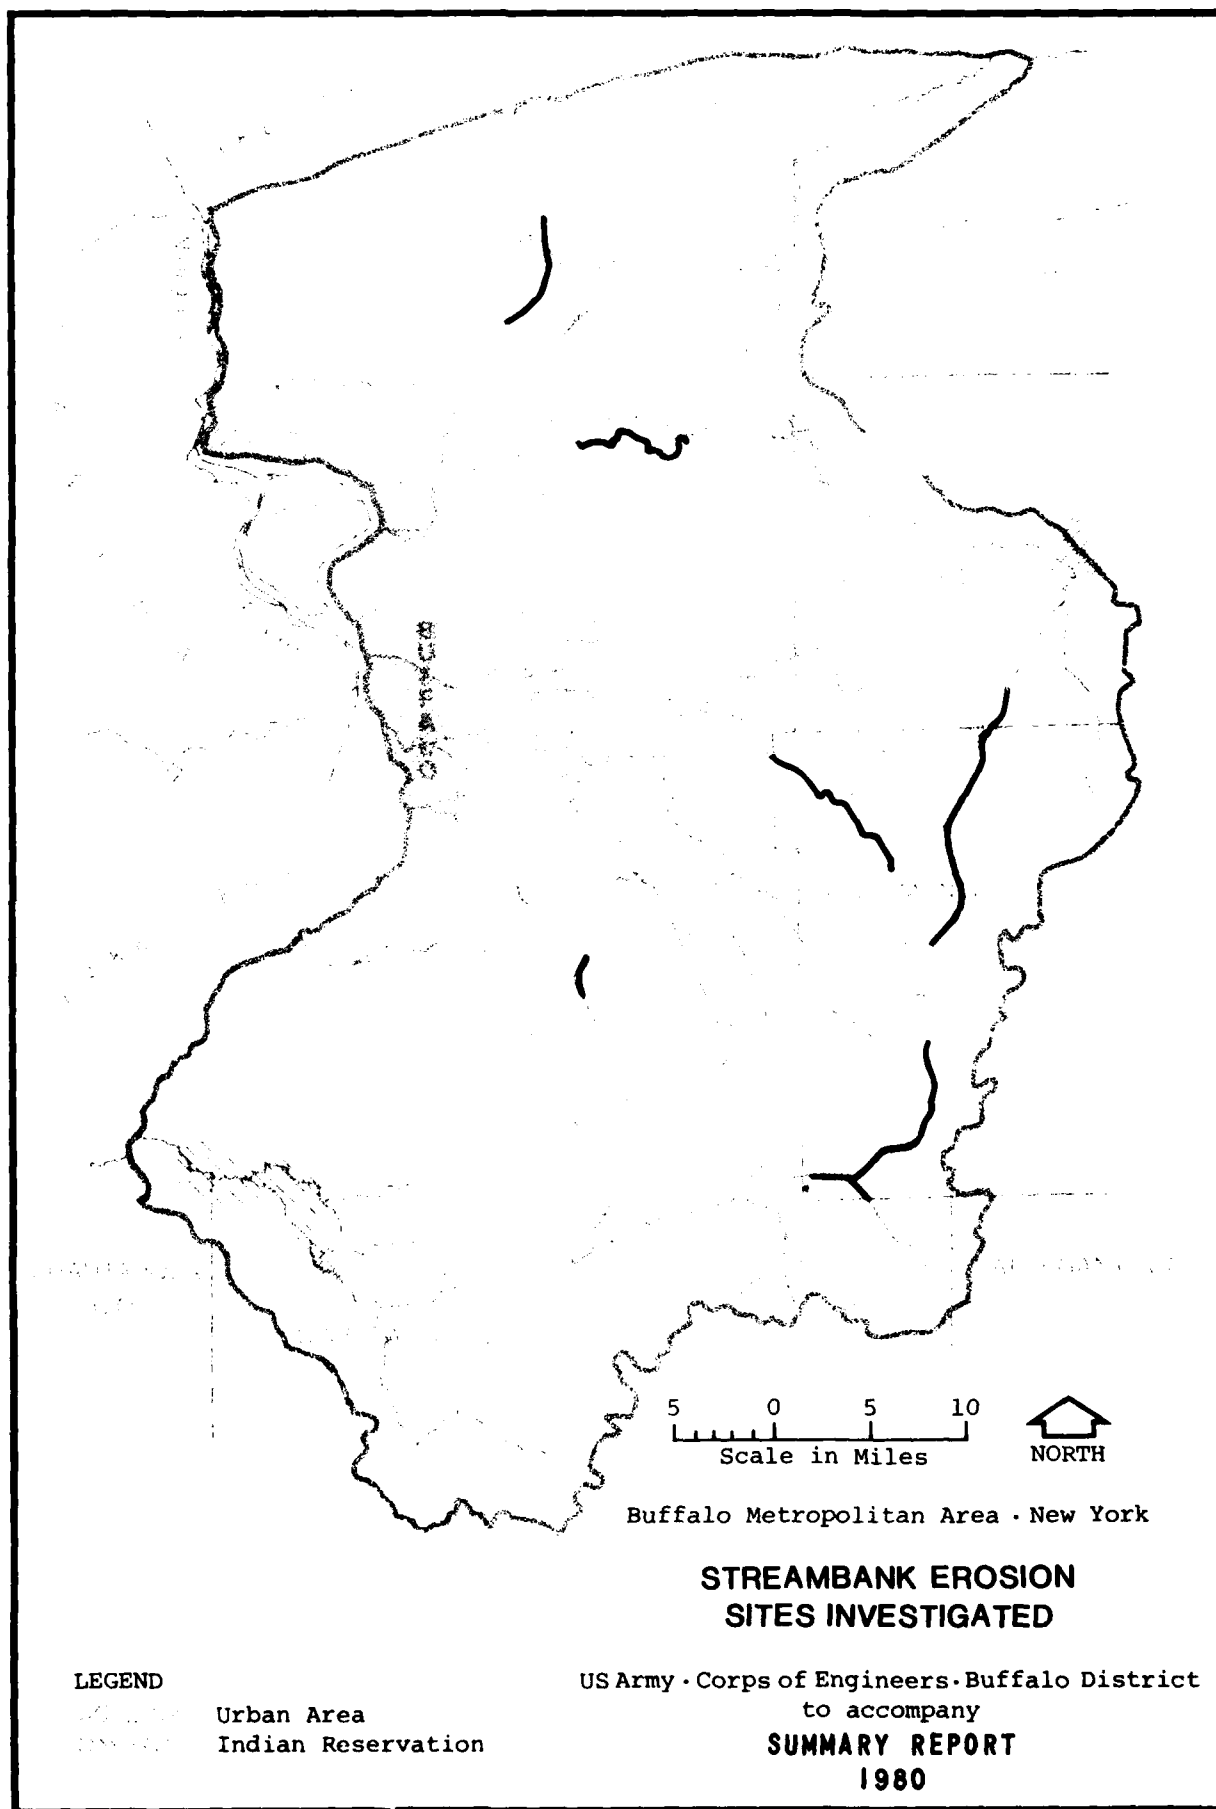 BUFFALO
5 0 5 10
Scale in Miles
NORTH
Buffalo Metropolitan Area · New York
STREAMBANK EROSION
SITES INVESTIGATED
LEGEND
Urban Area
Indian Reservation
US Army · Corps of Engineers · Buffalo District
to accompany
SUMMARY REPORT
1980